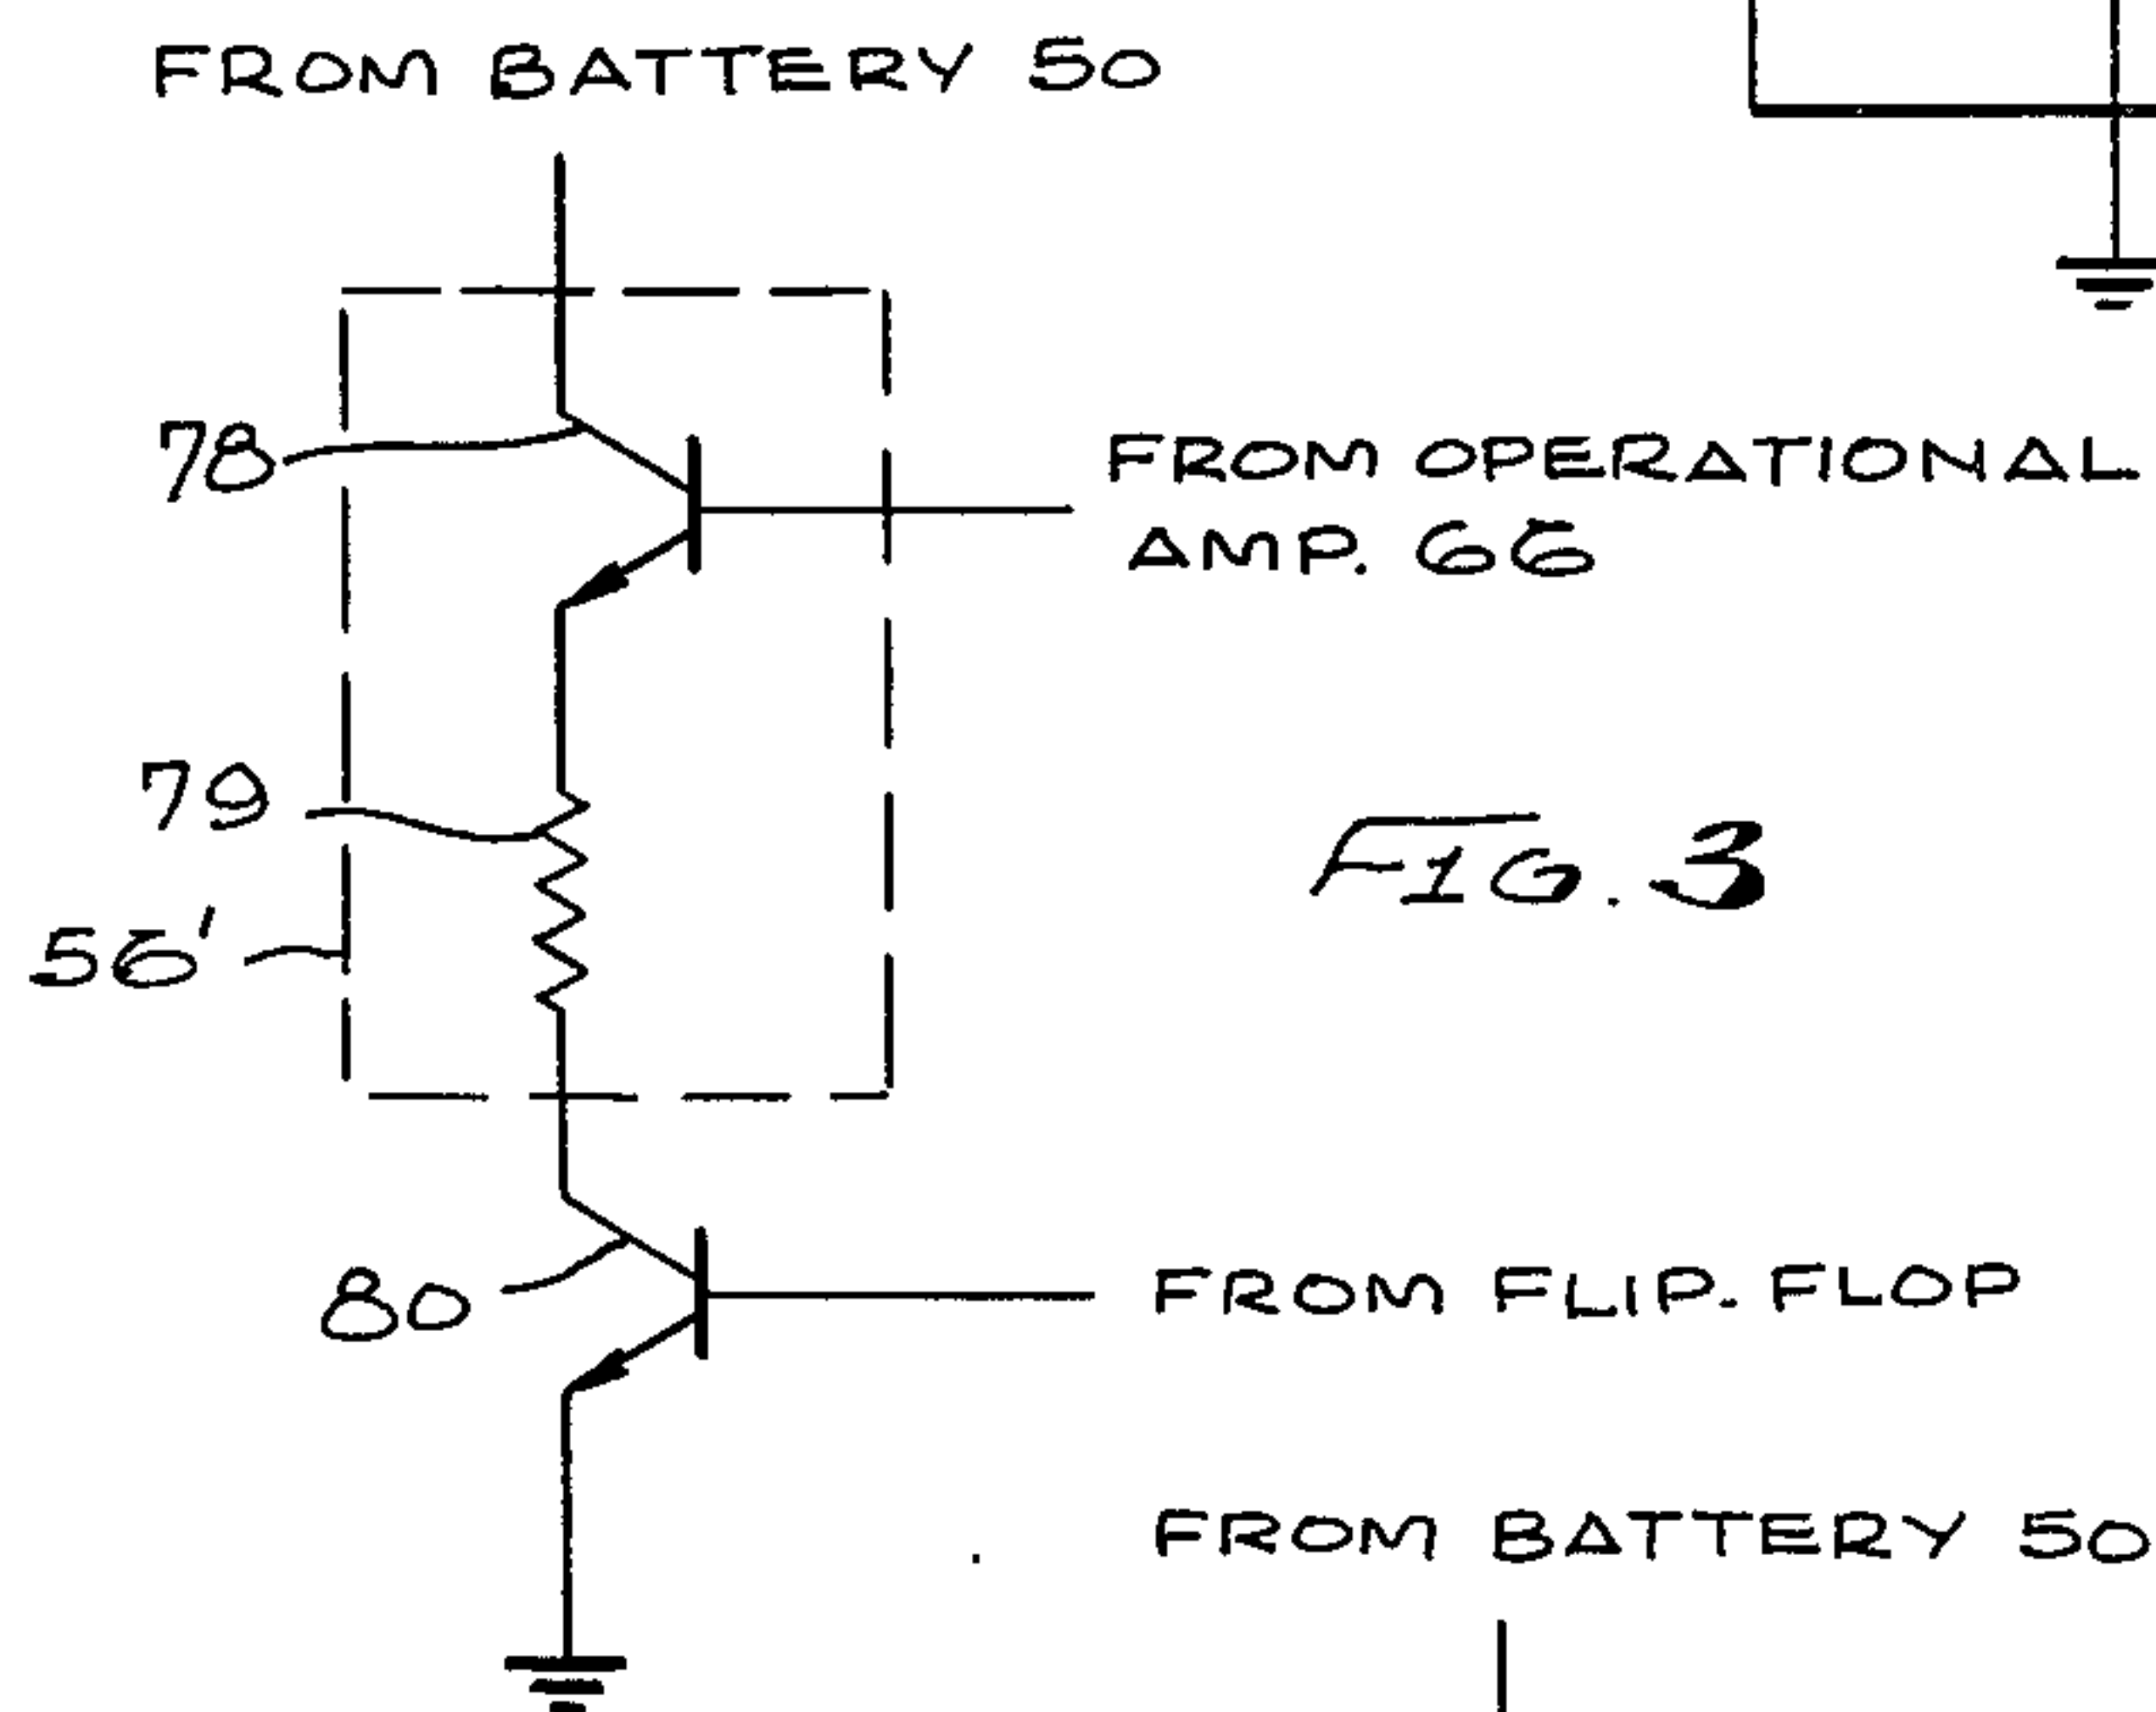 FROM BATTERY 50
78
FROM OPERATIONAL
AMP. 66
79
FIG. 3
56'
80
FROM FLIP. FLOP
FROM BATTERY 50